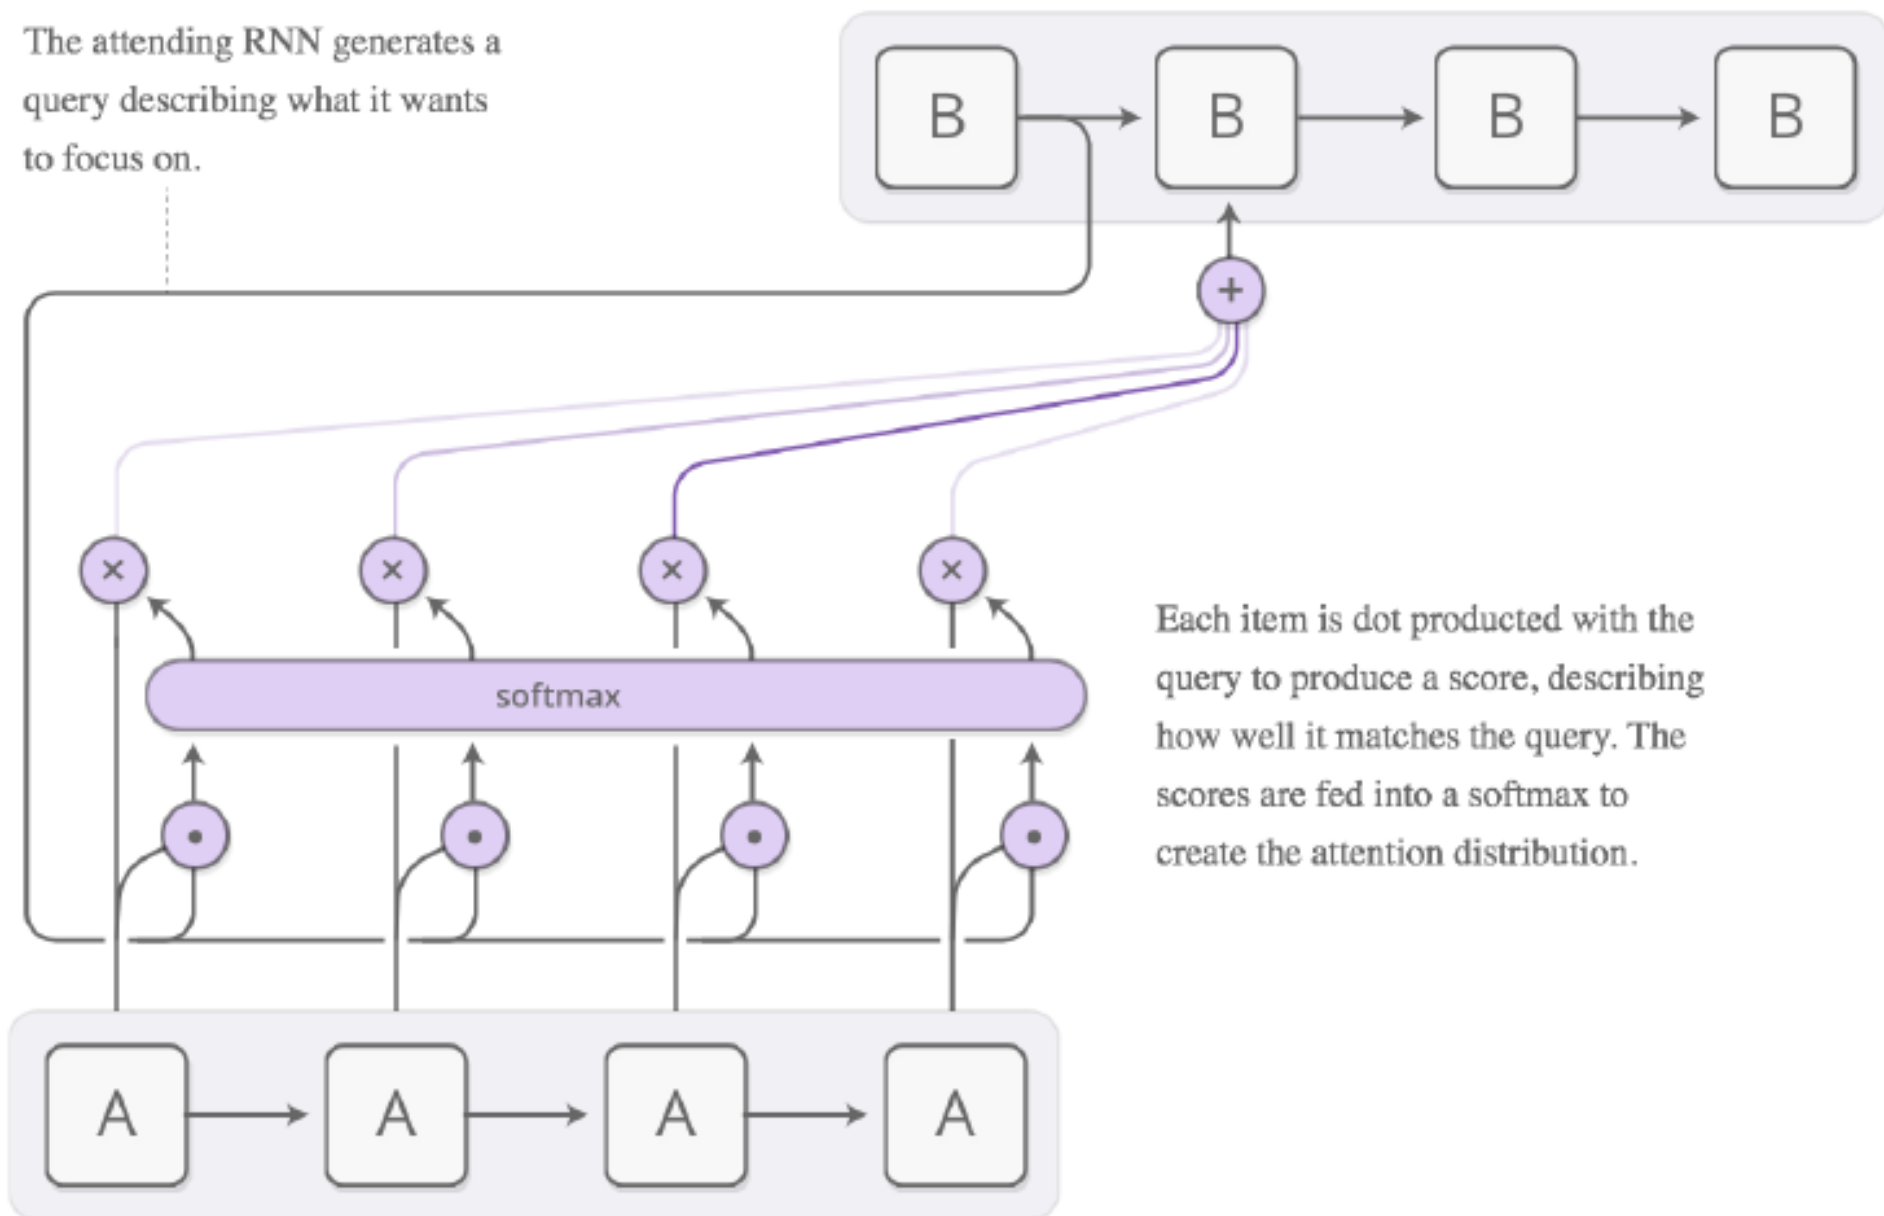 The attending RNN generates a
query describing what it wants
to focus on.
B
B
B
B
+
×
×
×
×
softmax
Each item is dot producted with the
query to produce a score, describing
how well it matches the query. The
scores are fed into a softmax to
create the attention distribution.
A
A
A
A